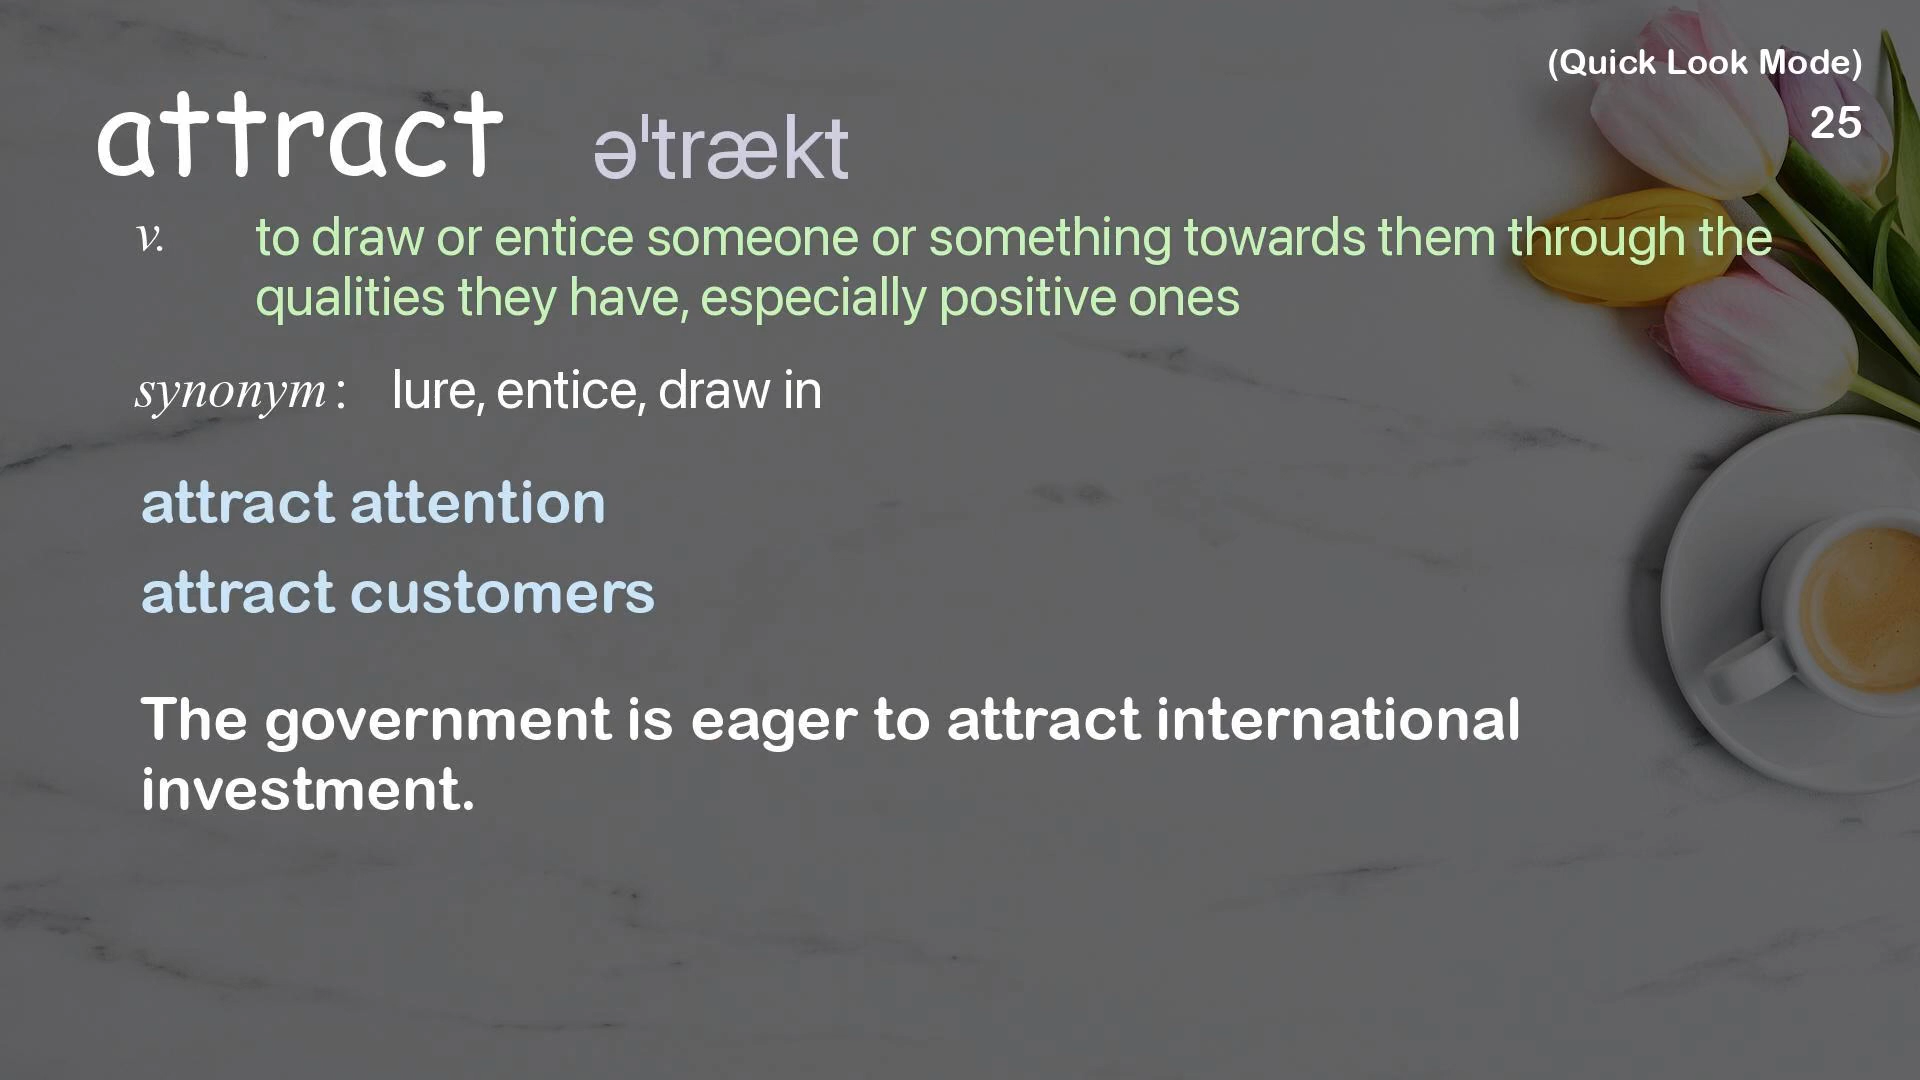 (Quick Look Mode)
25
attract əˈtrækt
v. to draw or entice someone or something towards them through the
qualities they have, especially positive ones
synonym : lure, entice, draw in
attract attention
attract customers
The government is eager to attract international
investment.